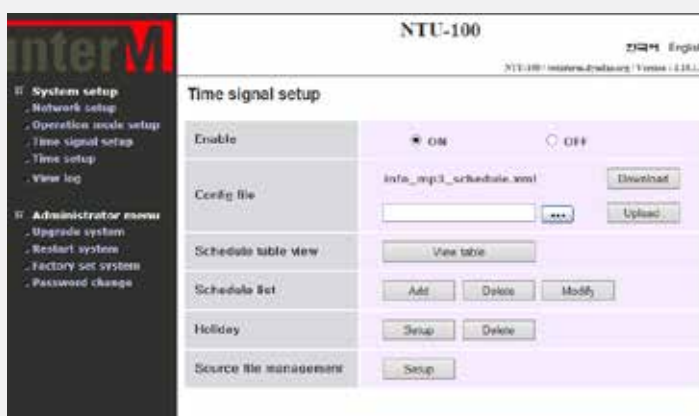 interM
NTU-100
한국어 English
System setup
Network setup
Operation mode setup
Time signal setup
Time setup
View log
Administrator menu
Upgrade system
Restart system
Factory set system
Password change
Time signal setup
Enable
ON
OFF
Config file
info_mp3_schedule.xml
Download
...
Upload
Schedule table view
View table
Schedule list
Add
Delete
Modify
Holiday
Setup
Delete
Source file management
Setup